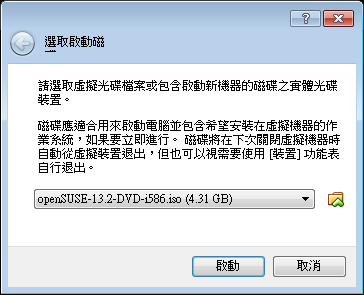 選取啟動磁
請選取虛擬光碟檔案或包含啟動新機器的磁碟之實體光碟
裝置。
磁碟應適合用來啟動電腦並包含希望安裝在虛擬機器的作
業系統，如果要立即進行。 磁碟將在下次關閉虛擬機器時
自動從虛擬裝置退出，但也可以視需要使用 [裝置] 功能表
自行退出。
openSUSE-13.2-DVD-i586.iso (4.31 GB)
啟動 取消